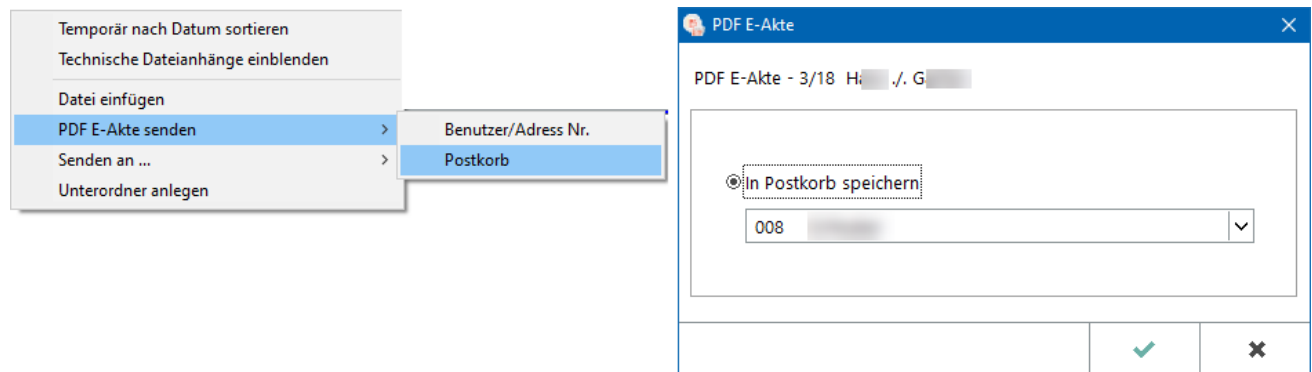 Temporär nach Datum sortieren
Technische Dateianhänge einblenden
Datei einfügen
PDF E-Akte senden
Benutzer/Adress Nr.
Senden an ...
Postkorb
Unterordner anlegen
PDF E-Akte
PDF E-Akte - 3/18 ./.
In Postkorb speichern
008